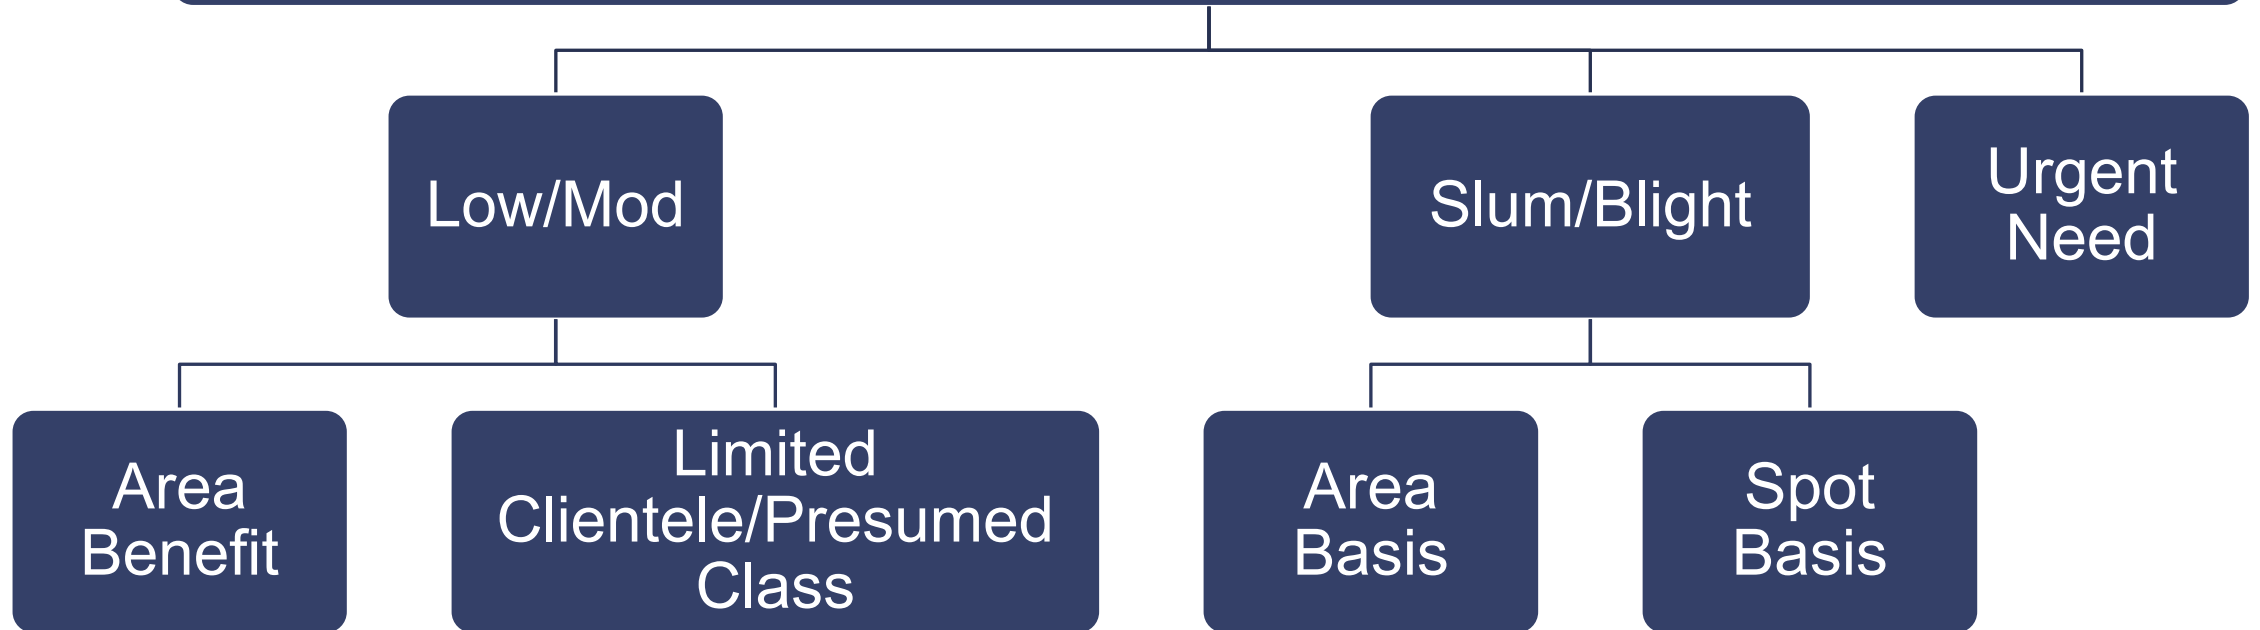 Low/Mod
Slum/Blight
Urgent
Need
Area
Benefit
Limited
Clientele/Presumed
Class
Area
Basis
Spot
Basis